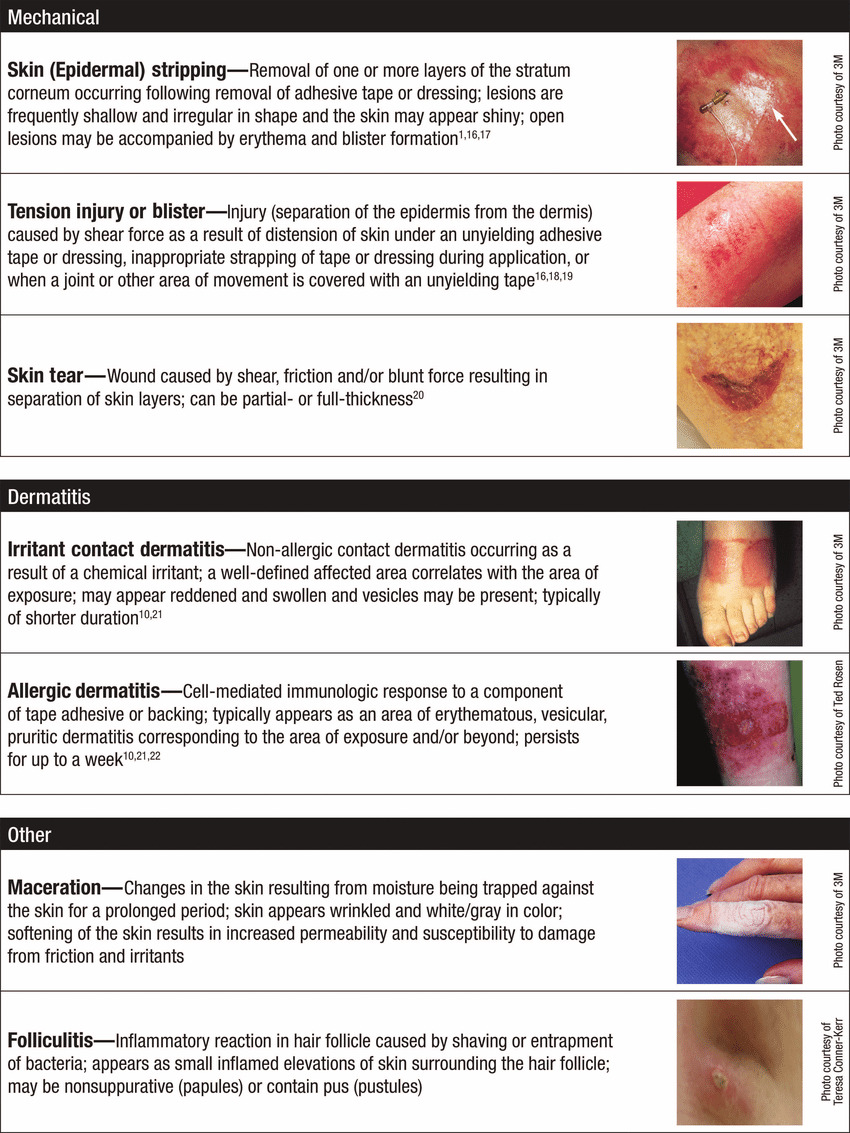 Mechanical
Skin (Epidermal) stripping—Removal of one or more layers of the stratum
corneum occurring following removal of adhesive tape or dressing; lesions are
frequently shallow and irregular in shape and the skin may appear shiny; open
lesions may be accompanied by erythema and blister formation1,16,17
Photo courtesy of 3M
Tension injury or blister—Injury (separation of the epidermis from the dermis)
caused by shear force as a result of distension of skin under an unyielding adhesive
tape or dressing, inappropriate strapping of tape or dressing during application, or
when a joint or other area of movement is covered with an unyielding tape16,18,19
Photo courtesy of 3M
Skin tear—Wound caused by shear, friction and/or blunt force resulting in
separation of skin layers; can be partial- or full-thickness20
Photo courtesy of 3M
Dermatitis
Irritant contact dermatitis—Non-allergic contact dermatitis occurring as a
result of a chemical irritant; a well-defined affected area correlates with the area of
exposure; may appear reddened and swollen and vesicles may be present; typically
of shorter duration10,21
Photo courtesy of 3M
Allergic dermatitis—Cell-mediated immunologic response to a component
of tape adhesive or backing; typically appears as an area of erythematous, vesicular,
pruritic dermatitis corresponding to the area of exposure and/or beyond; persists
for up to a week10,21,22
Photo courtesy of Ted Rosen
Other
Maceration—Changes in the skin resulting from moisture being trapped against
the skin for a prolonged period; skin appears wrinkled and white/gray in color;
softening of the skin results in increased permeability and susceptibility to damage
from friction and irritants
Photo courtesy of 3M
Folliculitis—Inflammatory reaction in hair follicle caused by shaving or entrapment
of bacteria; appears as small inflamed elevations of skin surrounding the hair follicle;
may be nonsuppurative (papules) or contain pus (pustules)
Photo courtesy of
Teresa Conner-Kerr